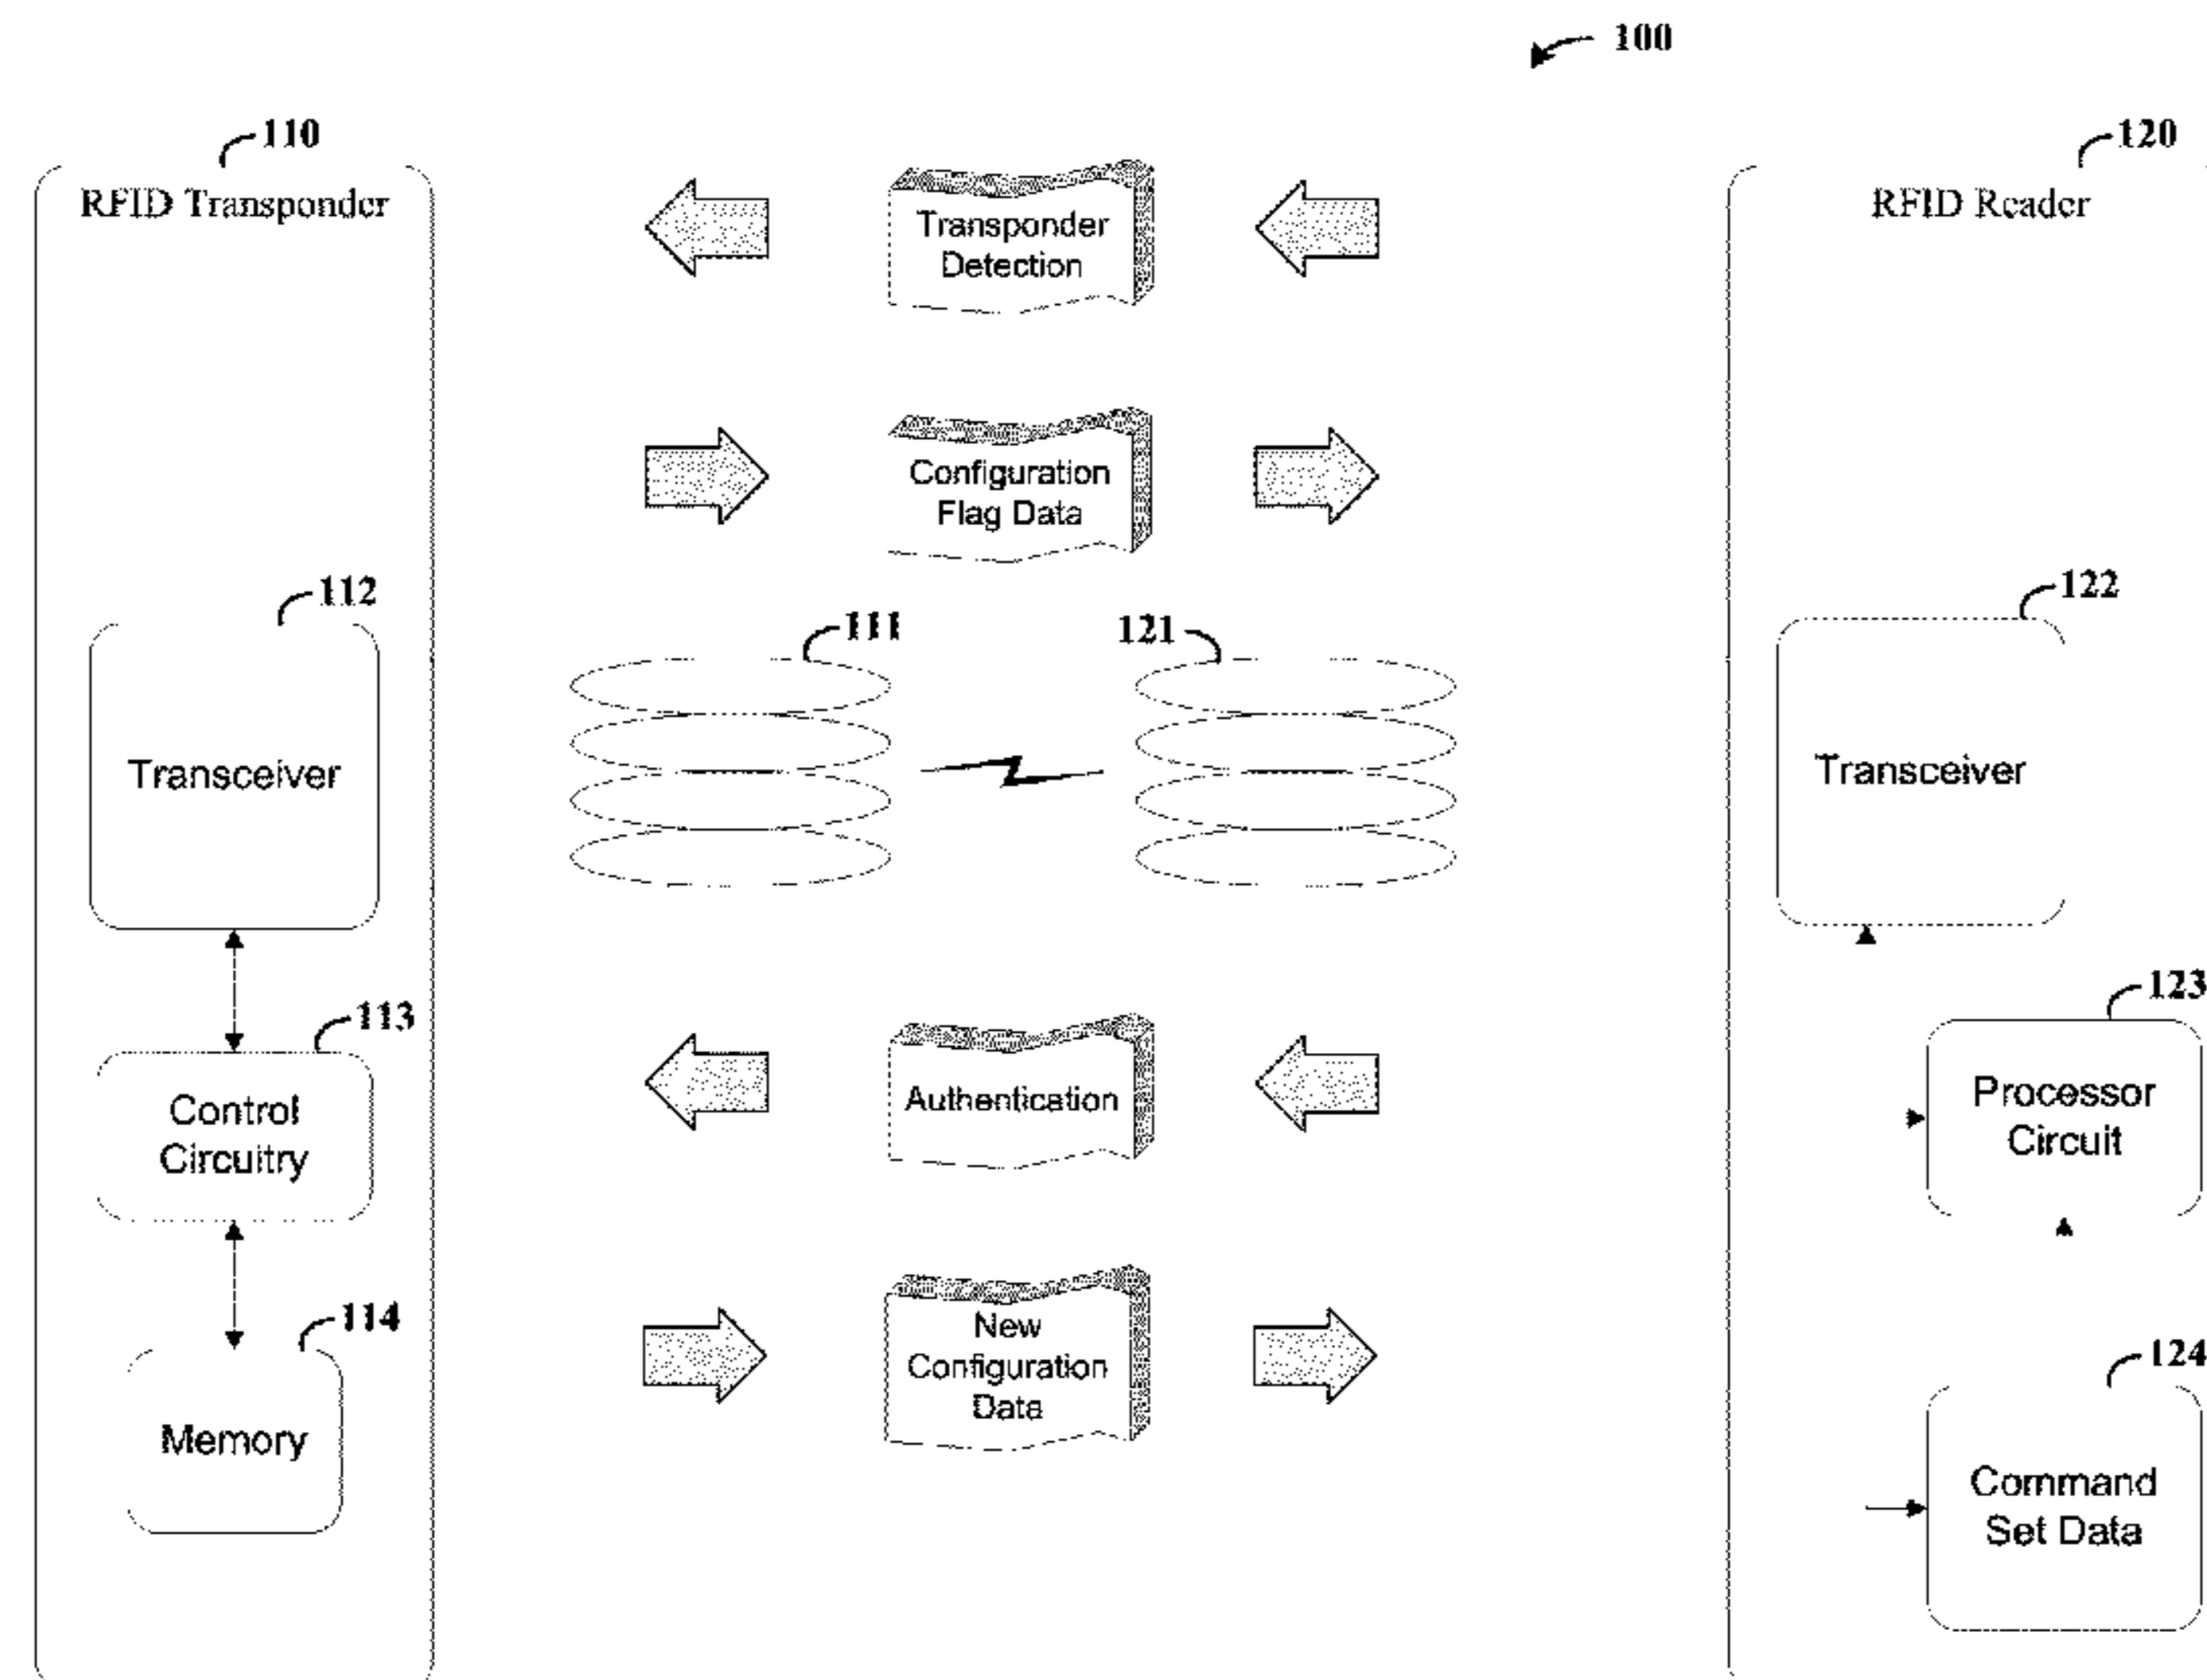 100
110
120
RFID Transponder
RFID Reader
Transponder
Detection
Configuration
Flag Data
112
122
111
121
Transceiver
Transceiver
113
123
Control
Circuitry
Authentication
Processor
Circuit
114
124
Memory
New
Configuration
Data
Command
Set Data